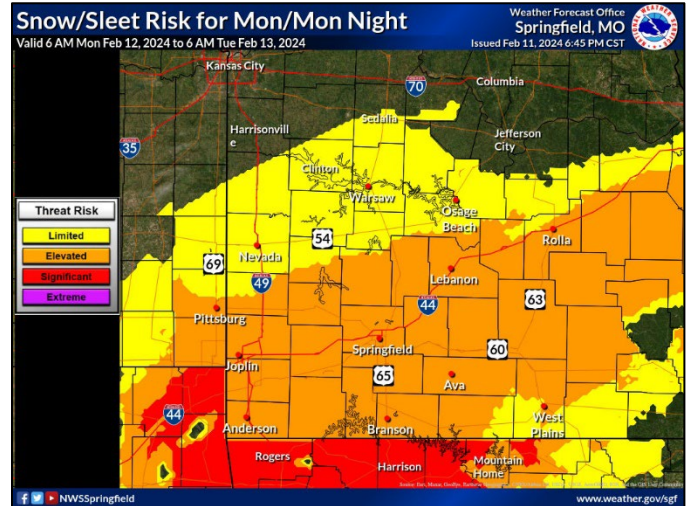 Snow/Sleet Risk for Mon/Mon Night
Valid 6 AM Mon Feb 12, 2024 to 6 AM Tue Feb 13, 2024
Weather Forecast Office
Springfield, MO
Issued Feb 11, 2024 6:45 PM CST
Kansas City
70
Columbia
Sedalia
35
Harrisonvill
e
Jefferson
City
Clinton
Warsaw
Osage
Beach
Threat Risk
Limited
Elevated
Significant
Extreme
54
Rolla
69
Nevada
49
Lebanon
63
44
Pittsburg
Springfield
60
Joplin
65
Ava
44
Anderson
Branson
West
Plains
Rogers
Harrison
Mountain
Home
NWSSpringfield
www.weather.gov/sgf